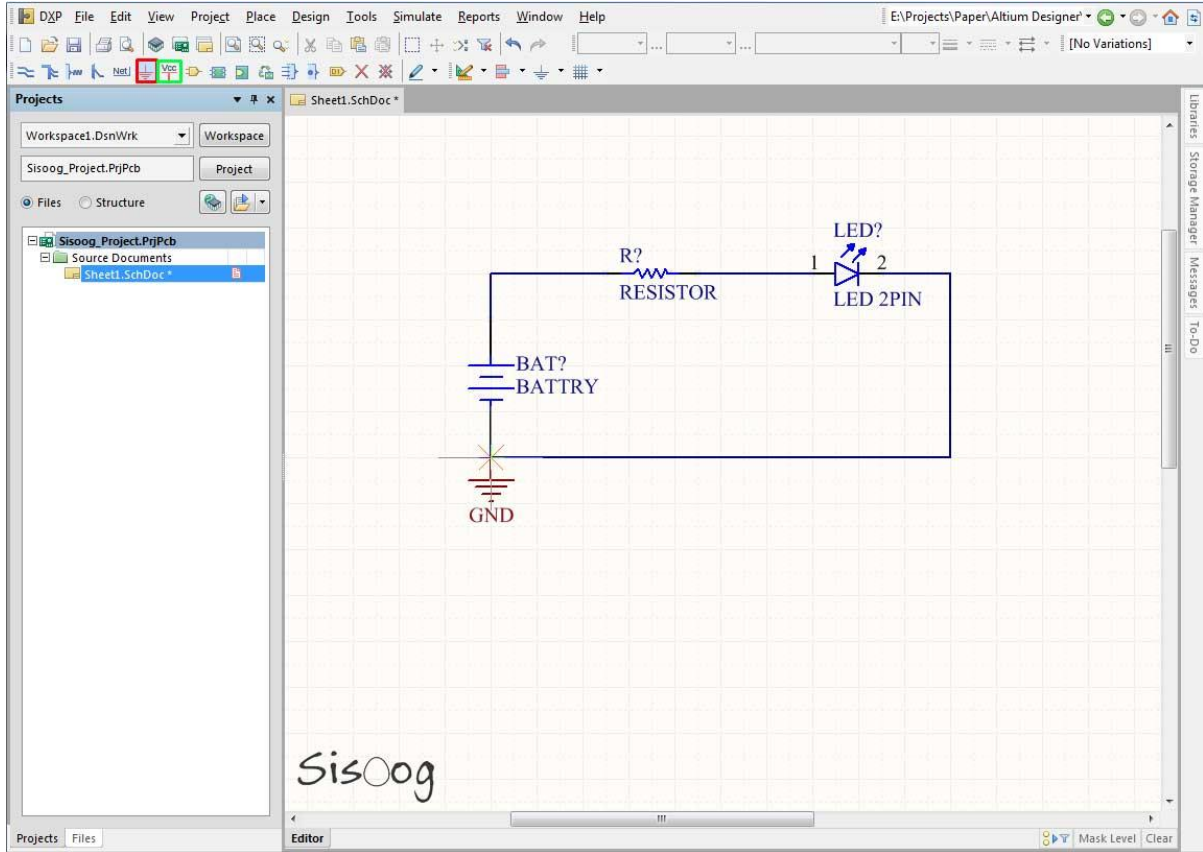 DXP File Edit View Project Place Design Tools Simulate Reports Window Help E:\Projects\Paper\Altium Designer\
[No Variations]
Net Vcc
Projects Sheet1.SchDoc *
Workspace1.DsnWrk Workspace
Sisoog_Project.PrjPcb Project
Files Structure
Sisoog_Project.PrjPcb
Source Documents
Sheet1.SchDoc *
LED?
R? 1 2
RESISTOR LED 2PIN
BAT?
BATTRY
GND
SisOog
Projects Files Editor Mask Level Clear
Libraries
Storage Manager
Messages
To-Do